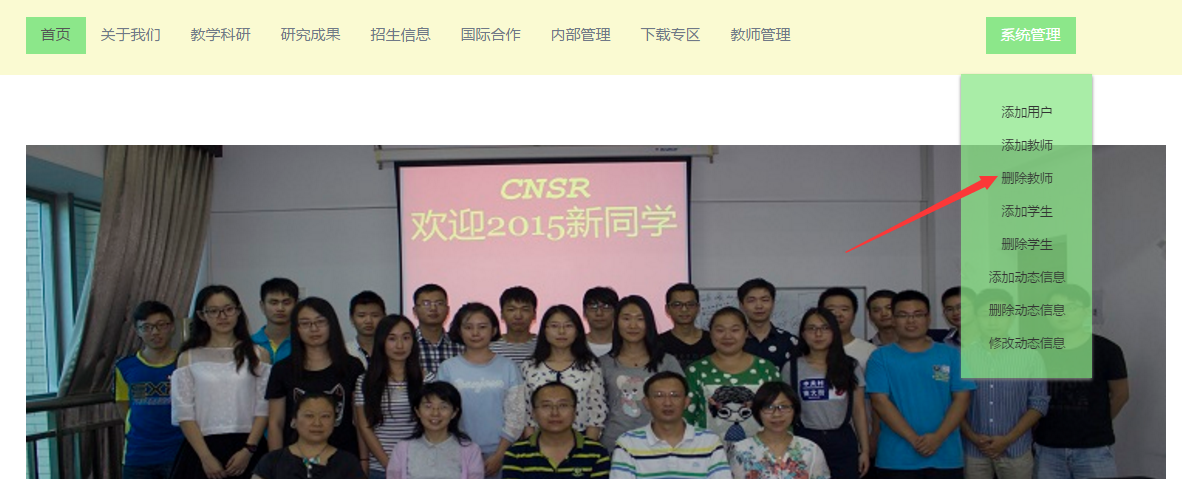 首页 关于我们 教学科研 研究成果 招生信息 国际合作 内部管理 下载专区 教师管理 系统管理
添加用户
添加教师
删除教师
添加学生
删除学生
添加动态信息
删除动态信息
修改动态信息
CNSR
欢迎2015新同学